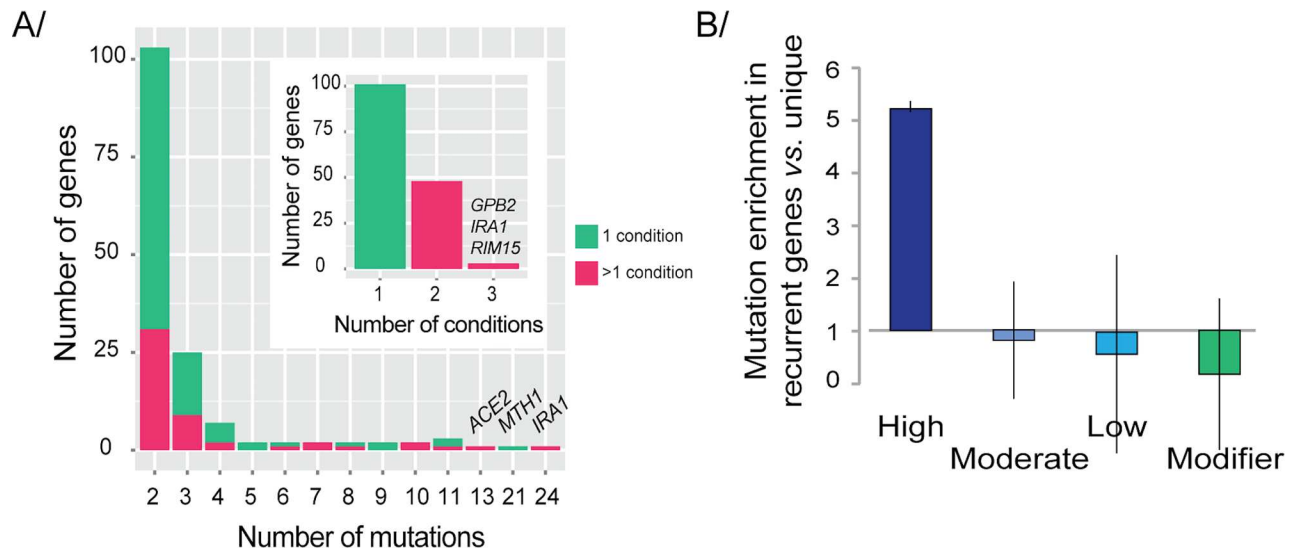 A/
Number of genes
100
75
50
25
0
2 3 4 5 6 7 8 9 10 11 13 21 24
Number of mutations
ACE2 MTH1 IRA1
Number of genes
100
75
50
25
0
1 2 3
Number of conditions
GPB2
IRA1
RIM15
1 condition
>1 condition
B/
Mutation enrichment in
recurrent genes vs. unique
6
5
4
3
2
1
0
High
Moderate
Low
Modifier